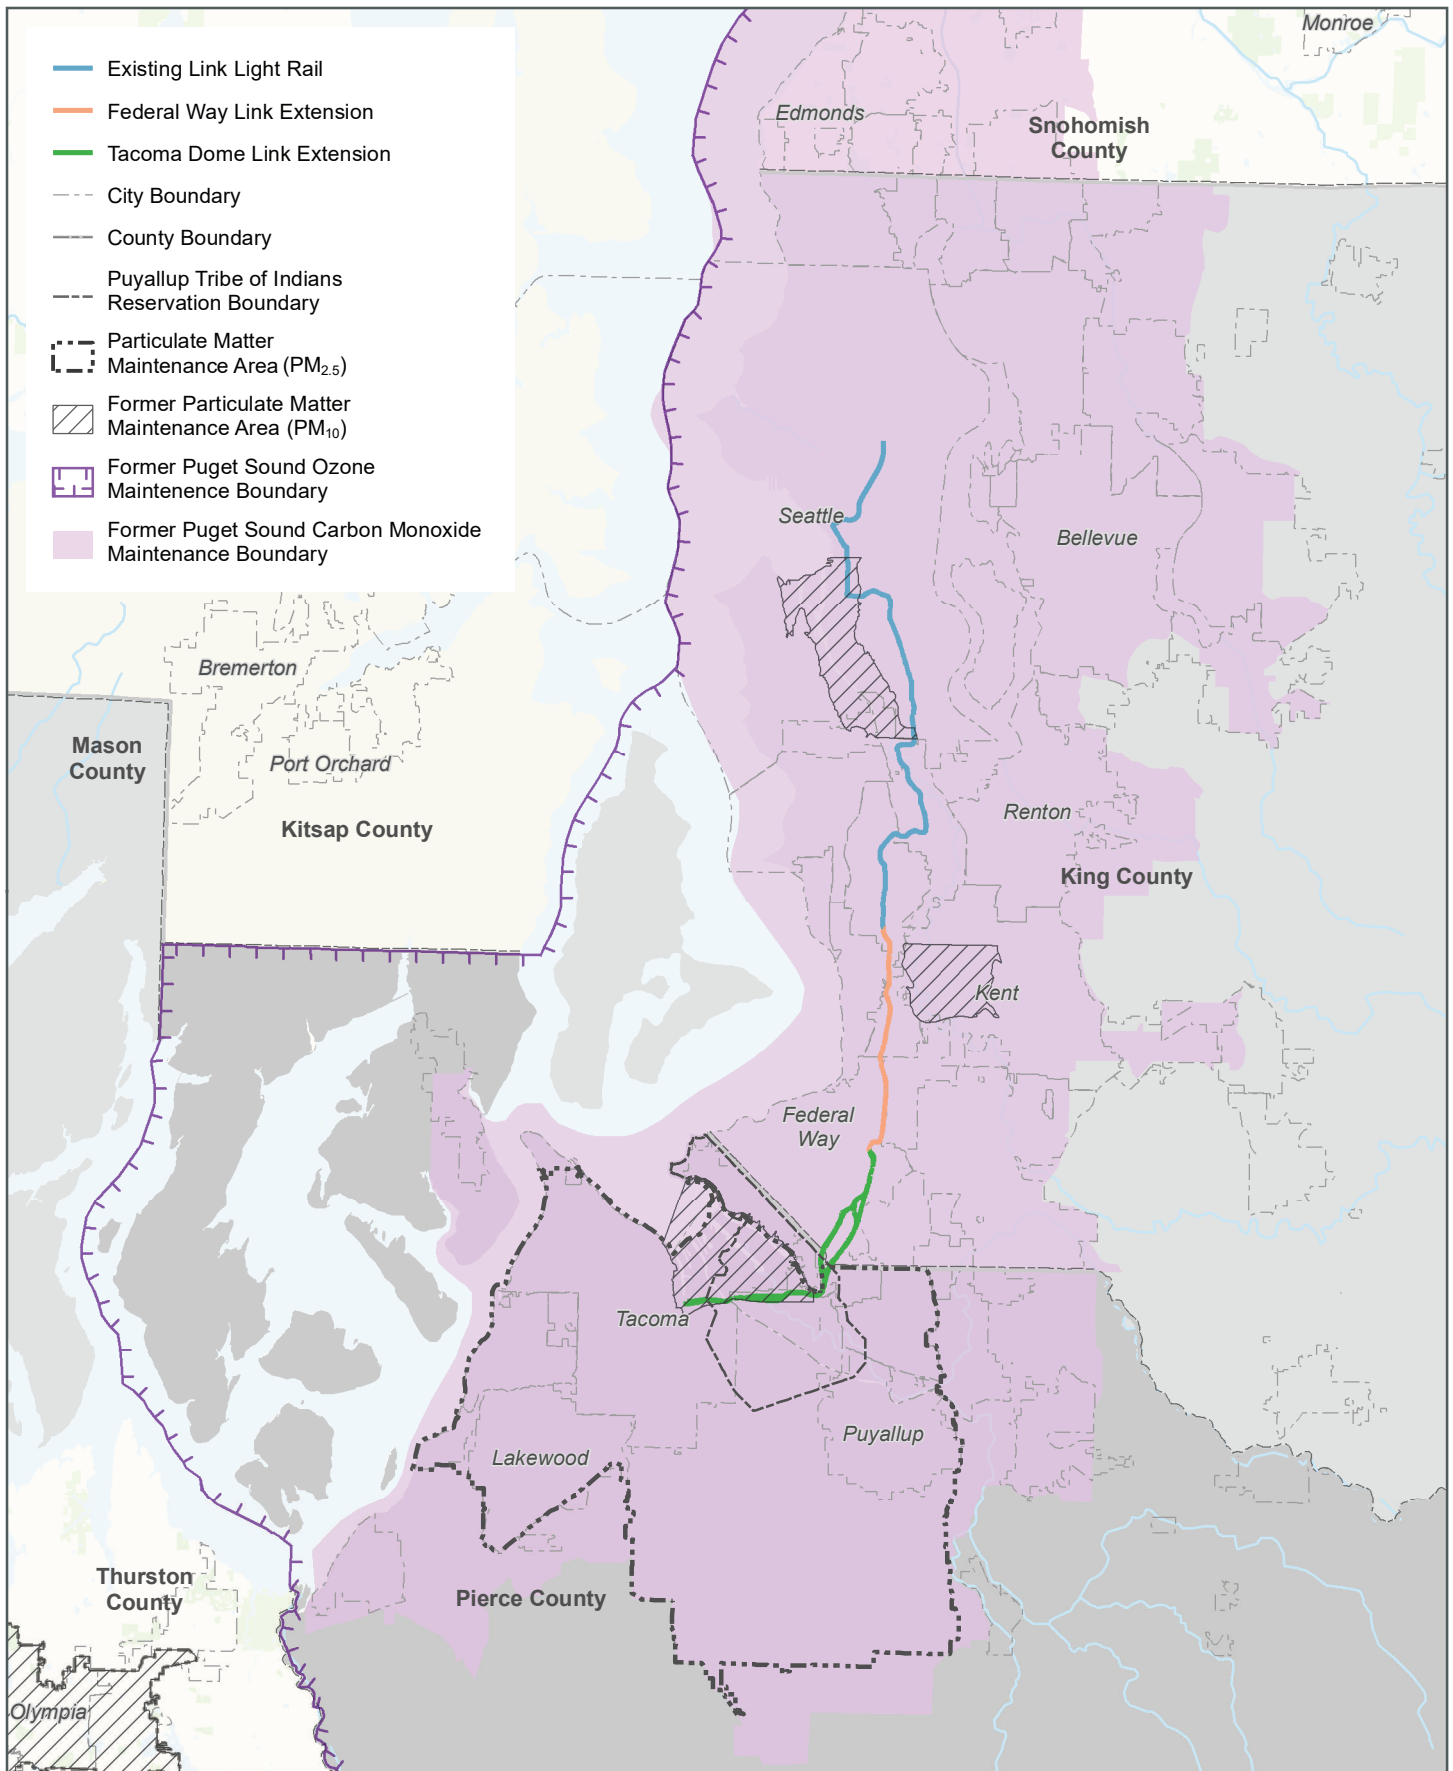 Existing Link Light Rail
Federal Way Link Extension
Tacoma Dome Link Extension
City Boundary
County Boundary
Puyallup Tribe of Indians
Reservation Boundary
Particulate Matter
Maintenance Area (PM2.5)
Former Particulate Matter
Maintenance Area (PM10)
Former Puget Sound Ozone
Maintenence Boundary
Former Puget Sound Carbon Monoxide
Maintenance Boundary
Monroe
Edmonds
Snohomish
County
Seattle
Bellevue
Bremerton
Mason
County
Port Orchard
Kitsap County
Renton
King County
Kent
Federal
Way
Tacoma
Puyallup
Lakewood
Thurston
County
Pierce County
Olympia